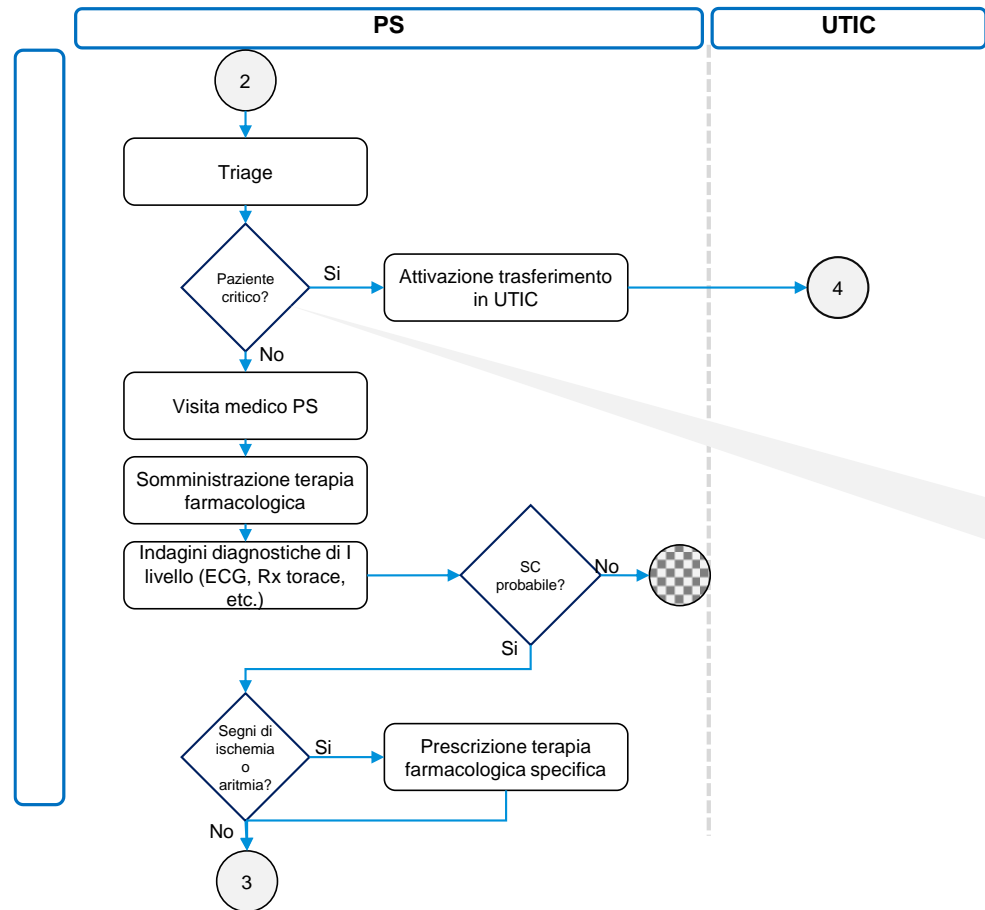 PS
UTIC
2
Triage
Paziente
critico?
Si
Attivazione trasferimento
in UTIC
4
No
Visita medico PS
Somministrazione terapia
farmacologica
Indagini diagnostiche di I
livello (ECG, Rx torace,
etc.)
SC
probabile?
No
Si
Segni di
ischemia
o
aritmia?
Si
Prescrizione terapia
farmacologica specifica
No
3